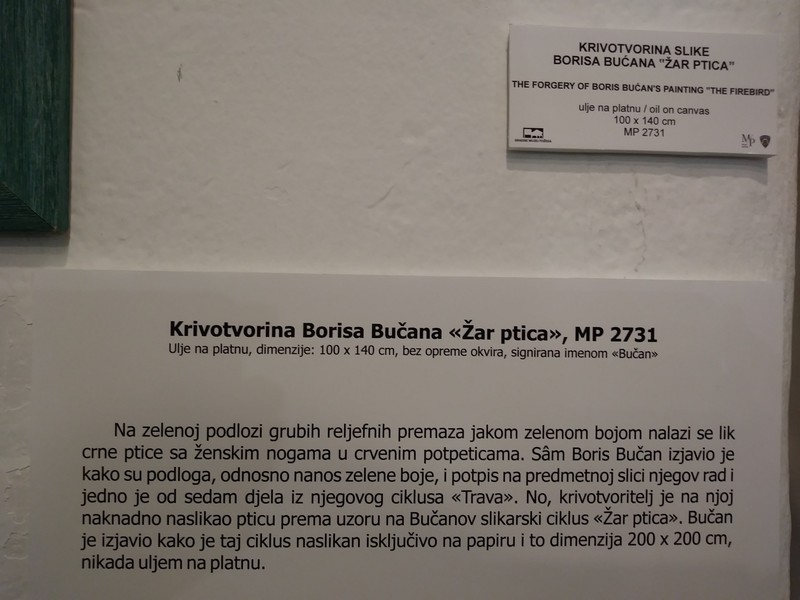 KRIVOTVORINA SLIKE
BORISA BUĆANA "ŽAR PTICA"
THE FORGERY OF BORIS BUĆAN'S PAINTING "THE FIREBIRD"
ulje na platnu / oil on canvas
100 x 140 cm
MP 2731
MP
Krivotvorina Borisa Bučana «Žar ptica», MP 2731
Ulje na platnu, dimenzije: 100 x 140 cm, bez opreme okvira, signirana imenom «Bučan»
Na zelenoj podlozi grubih reljefnih premaza jakom zelenom bojom nalazi se lik
crne ptice sa ženskim nogama u crvenim potpeticama. Sâm Boris Bučan izjavio je
kako su podloga, odnosno nanos zelene boje, i potpis na predmetnoj slici njegov rad i
jedno je od sedam djela iz njegovog ciklusa «Trava». No, krivotvoritelj je na njoj
naknadno naslikao pticu prema uzoru na Bučanov slikarski ciklus «Žar ptica». Bučan
je izjavio kako je taj ciklus naslikan isključivo na papiru i to dimenzija 200 x 200 cm,
nikada uljem na platnu.